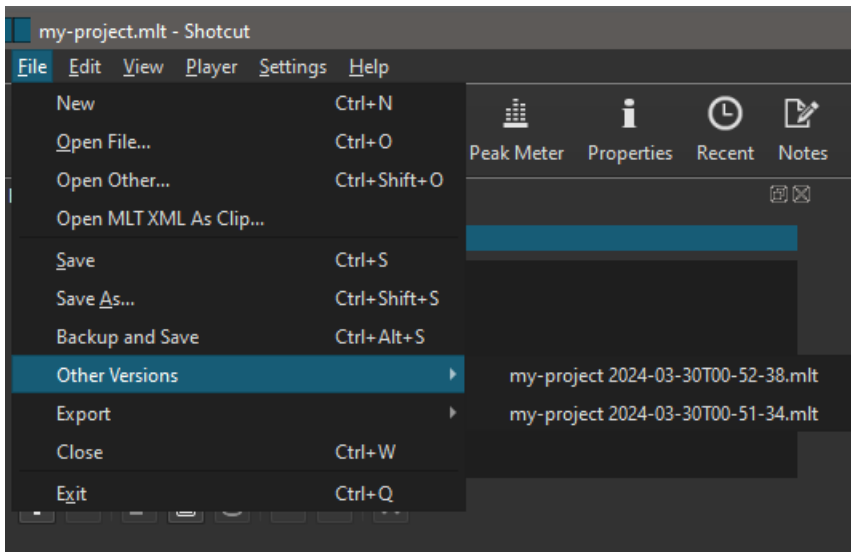 my-project.mlt - Shotcut
File Edit View Player Settings Help
New Ctrl+N
Open File... Ctrl+O
Open Other... Ctrl+Shift+O
Open MLT XML As Clip...
Save Ctrl+S
Save As... Ctrl+Shift+S
Backup and Save Ctrl+Alt+S
Other Versions
Export
Close Ctrl+W
Exit Ctrl+Q
Peak Meter Properties Recent Notes
my-project 2024-03-30T00-52-38.mlt
my-project 2024-03-30T00-51-34.mlt